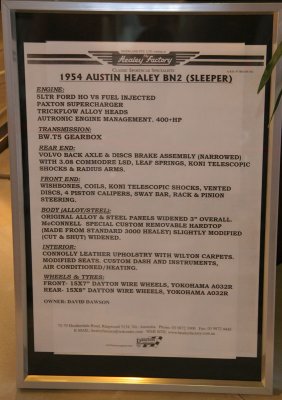 Healey Factory
CLASSIC SPORTSCAR SPECIALISTS
1954 AUSTIN HEALEY BN2 (SLEEPER)
ENGINE:
5LTR FORD HO V8 FUEL INJECTED
PAXTON SUPERCHARGER
TRICKFLOW ALLOY HEADS
AUTRONIC ENGINE MANAGEMENT. 400+HP
TRANSMISSION:
BW.T5 GEARBOX
REAR END:
VOLVO BACK AXLE & DISCS BRAKE ASSEMBLY (NARROWED)
WITH 3.08 COMMODRE LSD, LEAF SPRINGS, KONI TELESCOPIC
SHOCKS & RADIUS ARMS.
FRONT END:
WISHBONES, COILS, KONI TELESCOPIC SHOCKS, VENTED
DISCS, 4 PISTON CALIPERS, SWAY BAR, RACK & PINION
STEERING.
BODY (ALLOY/STEEL):
ORIGINAL ALLOY & STEEL PANELS WIDENED 3" OVERALL.
McCONNELL. SPECIAL CUSTOM REMOVABLE HARDTOP
(MADE FROM STANDARD 3000 HEALEY) SLIGHTLY MODIFIED
(CUT & SHUT) WIDENED.
INTERIOR:
CONNOLLY LEATHER UPHOLSTRY WITH WILTON CARPETS.
MODIFIED SEATS. CUSTOM DASH AND INSTRUMENTS,
AIR CONDITIONED/HEATING.
WHEELS & TYRES:
FRONT- 15X7" DAYTON WIRE WHEELS, YOKOHAMA A032R
REAR- 15X8" DAYTON WIRE WHEELS, YOKOHAMA A032R
OWNER: DAVID DAWSON